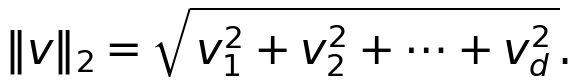 ‖v‖₂ = √(v₁² + v₂² + ⋯ + v_d²).